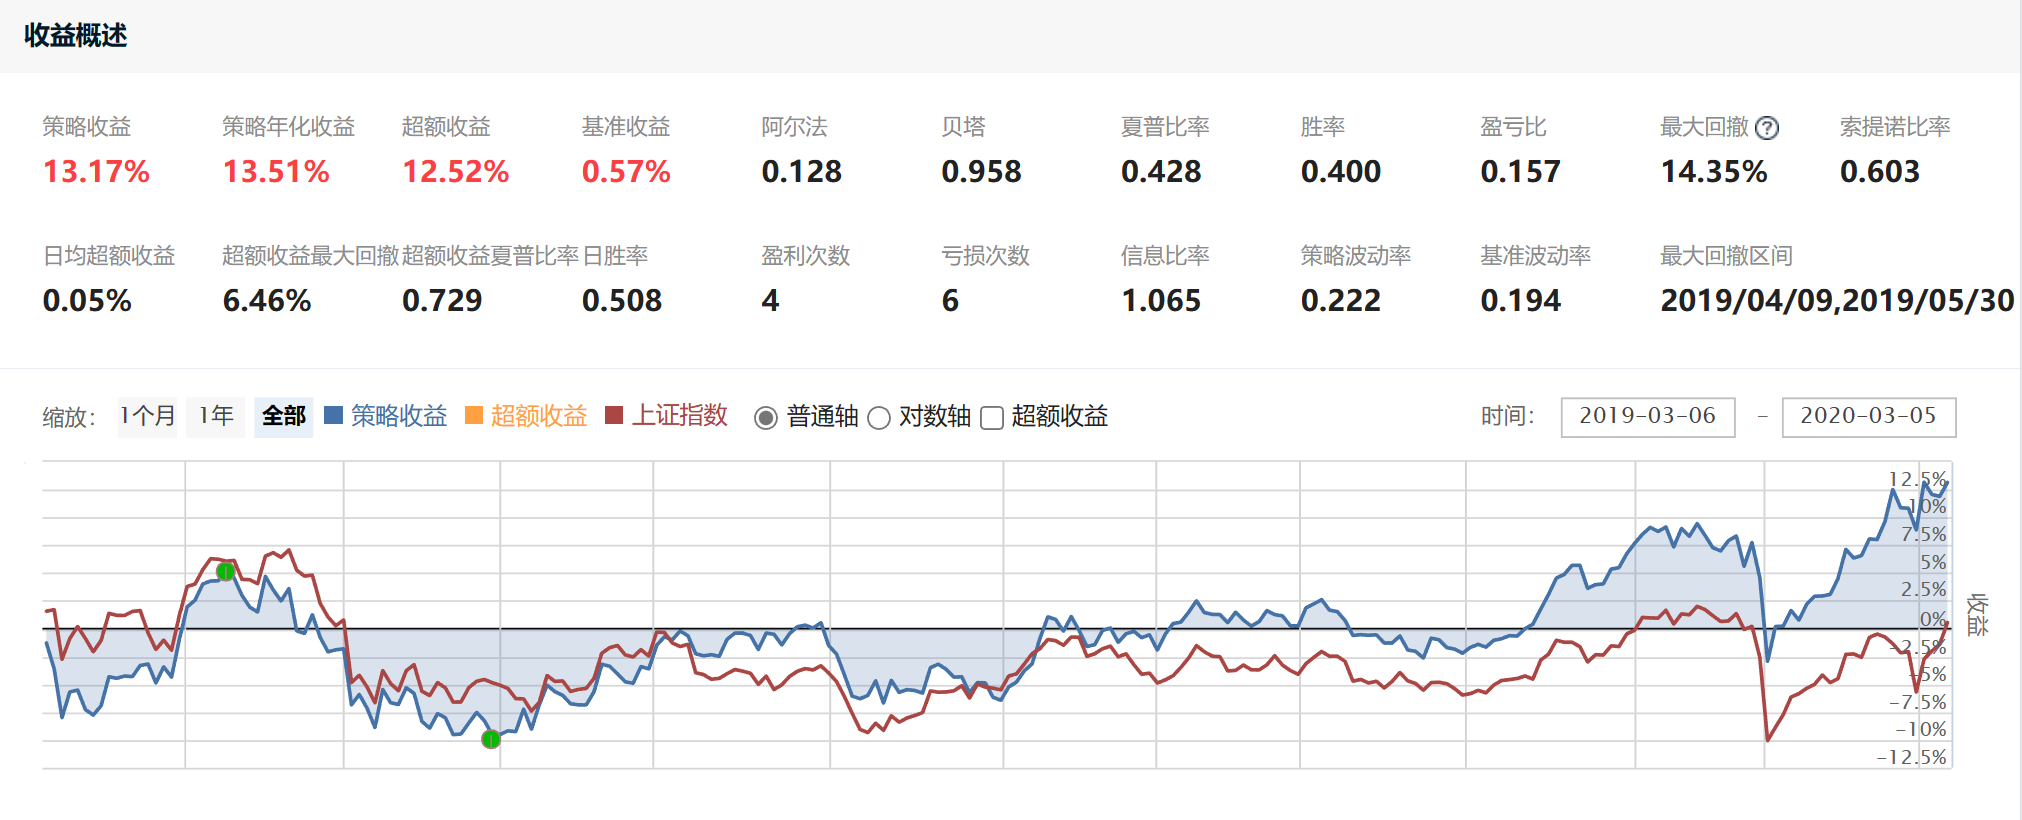 收益概述
策略收益 策略年化收益 超额收益 基准收益 阿尔法 贝塔 夏普比率 胜率 盈亏比 最大回撤 ? 索提诺比率
13.17% 13.51% 12.52% 0.57% 0.128 0.958 0.428 0.400 0.157 14.35% 0.603
日均超额收益 超额收益最大回撤 超额收益夏普比率 日胜率 盈利次数 亏损次数 信息比率 策略波动率 基准波动率 最大回撤区间
0.05% 6.46% 0.729 0.508 4 6 1.065 0.222 0.194 2019/04/09,2019/05/30
缩放： 1个月 1年 全部 策略收益 超额收益 上证指数 普通轴 对数轴 超额收益 时间： 2019-03-06 - 2020-03-05
12.5%
10%
7.5%
5%
2.5%
0%
-2.5%
-5%
-7.5%
-10%
-12.5%
收益